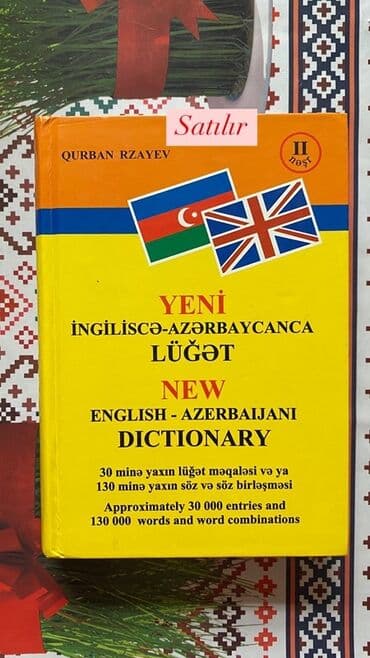 Satılır
QURBAN RZAYEV
II
nəşr
YENİ
İNGİLİSCƏ-AZƏRBAYCANCA
LÜĞƏT
NEW
ENGLISH - AZERBAIJANI
DICTIONARY
30 minə yaxın lüğət məqaləsi və ya
130 minə yaxın söz və söz birləşməsi
Approximately 30 000 entries and
130 000 words and word combinations